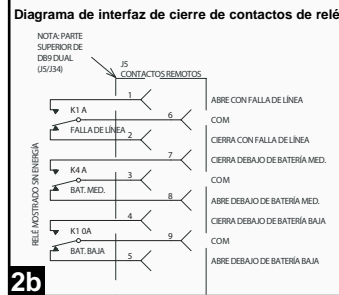 Diagrama de interfaz de cierre de contactos de relé
NOTA: PARTE
SUPERIOR DE
DB9 DUAL
(J5/J34)
J5
CONTACTOS REMOTOS
1
ABRE CON FALLA DE LÍNEA
K1 A
6
COM
FALLA DE LÍNEA
2
CIERRA CON FALLA DE LÍNEA
7
CIERRA DEBAJO DE BATERÍA MED.
K4 A
3
COM
BAT. MED.
8
ABRE DEBAJO DE BATERÍA MED.
4
CIERRA DEBAJO DE BATERÍA BAJA
K1 0A
9
COM
BAT. BAJA
5
ABRE DEBAJO DE BATERÍA BAJA
RELÉ MOSTRADO SIN ENERGÍA
2b